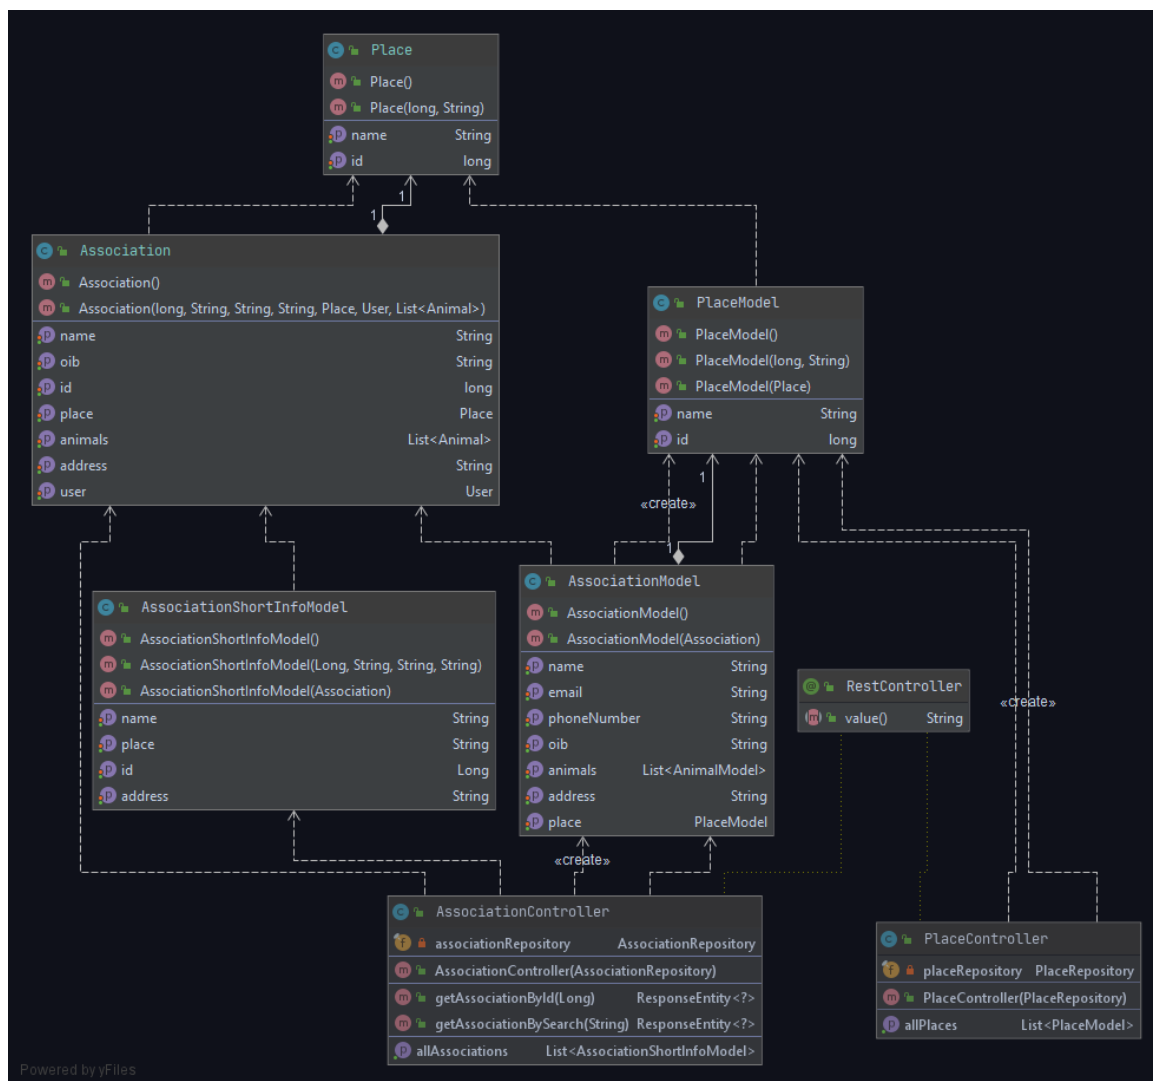 Place
Place()
Place(long, String)
name String
id long
1
1
Association
Association()
Association(long, String, String, String, Place, User, List<Animal>)
name String
oib String
id long
place Place
animals List<Animal>
address String
user User
PlaceModel
PlaceModel()
PlaceModel(long, String)
PlaceModel(Place)
name String
id long
1
«create»
1
AssociationModel
AssociationModel()
AssociationModel(Association)
name String
email String
phoneNumber String
oib String
animals List<AnimalModel>
address String
place PlaceModel
AssociationShortInfoModel
AssociationShortInfoModel()
AssociationShortInfoModel(Long, String, String, String)
AssociationShortInfoModel(Association)
name String
place String
id Long
address String
RestController
value() String
«create»
«create»
AssociationController
associationRepository AssociationRepository
AssociationController(AssociationRepository)
getAssociationById(Long) ResponseEntity<?>
getAssociationBySearch(String) ResponseEntity<?>
allAssociations List<AssociationShortInfoModel>
PlaceController
placeRepository PlaceRepository
PlaceController(PlaceRepository)
allPlaces List<PlaceModel>
Powered by yFiles